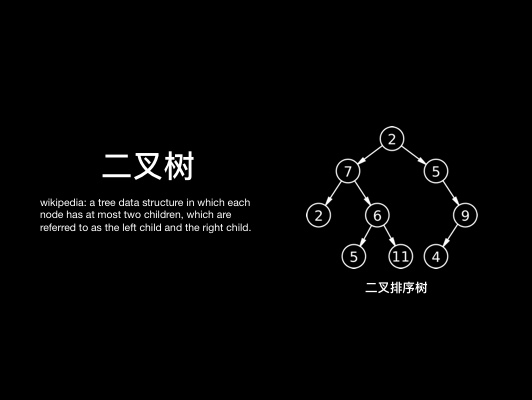 二叉树
wikipedia: a tree data structure in which each
node has at most two children, which are
referred to as the left child and the right child.
2
7
5
2
6
9
5
11
4
二叉排序树